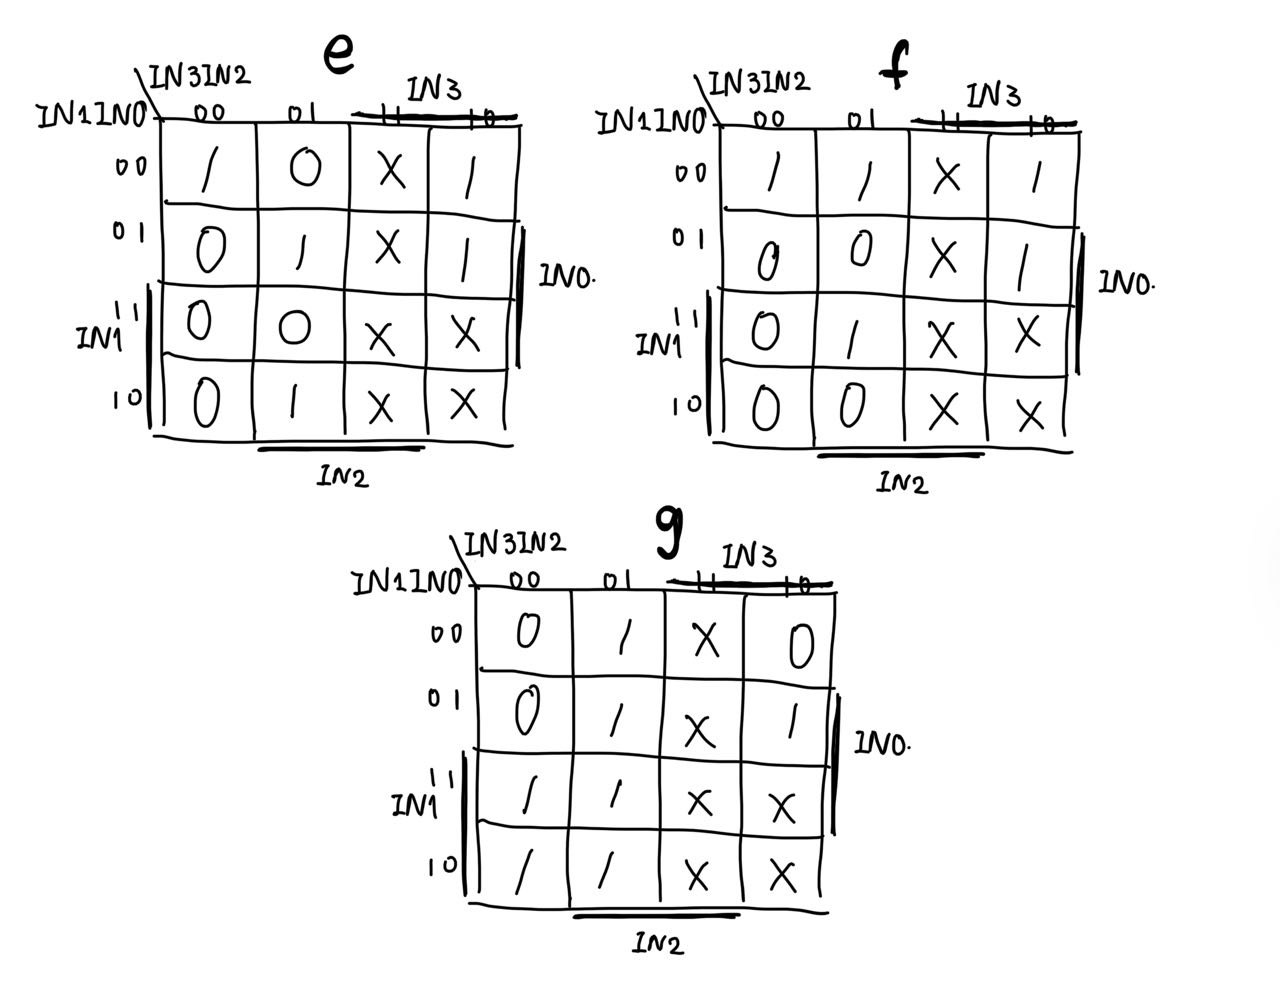 e f
IN3IN2 IN3 IN3IN2 IN3
IN1IN0 00 01 11 10 IN1IN0 00 01 11 10
00 1 0 X 1 00 1 1 X 1
01 0 1 X 1 IN0. 01 0 0 X 1 IN0.
IN1 11 0 0 X X IN1 11 0 1 X X
10 0 1 X X 10 0 0 X X
IN2 IN2
g
IN3IN2 IN3
IN1IN0 00 01 11 10
00 0 1 X 0
01 0 1 X 1 IN0.
IN1 11 1 1 X X
10 1 1 X X
IN2